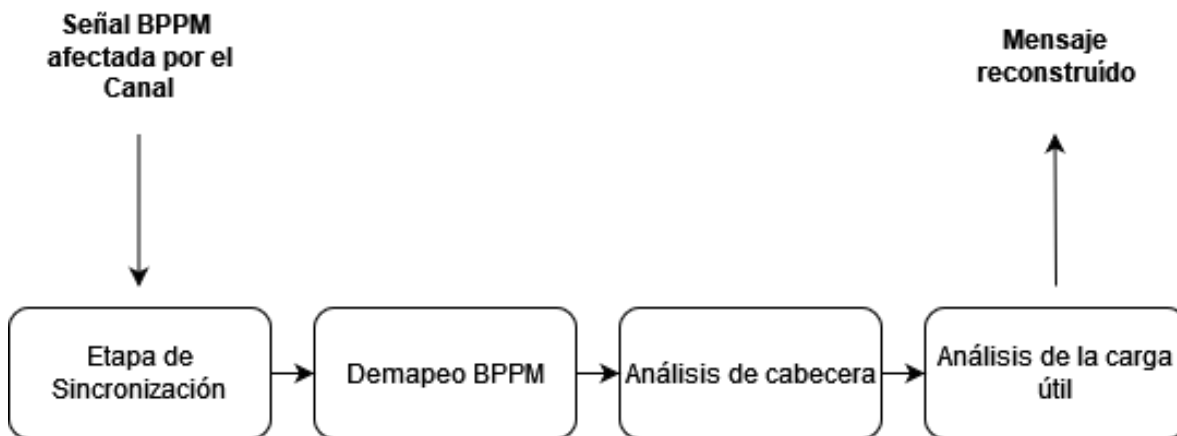 Señal BPPM
afectada por el
Canal
Mensaje
reconstruído
Etapa de
Sincronización
Demapeo BPPM
Análisis de cabecera
Análisis de la carga
útil